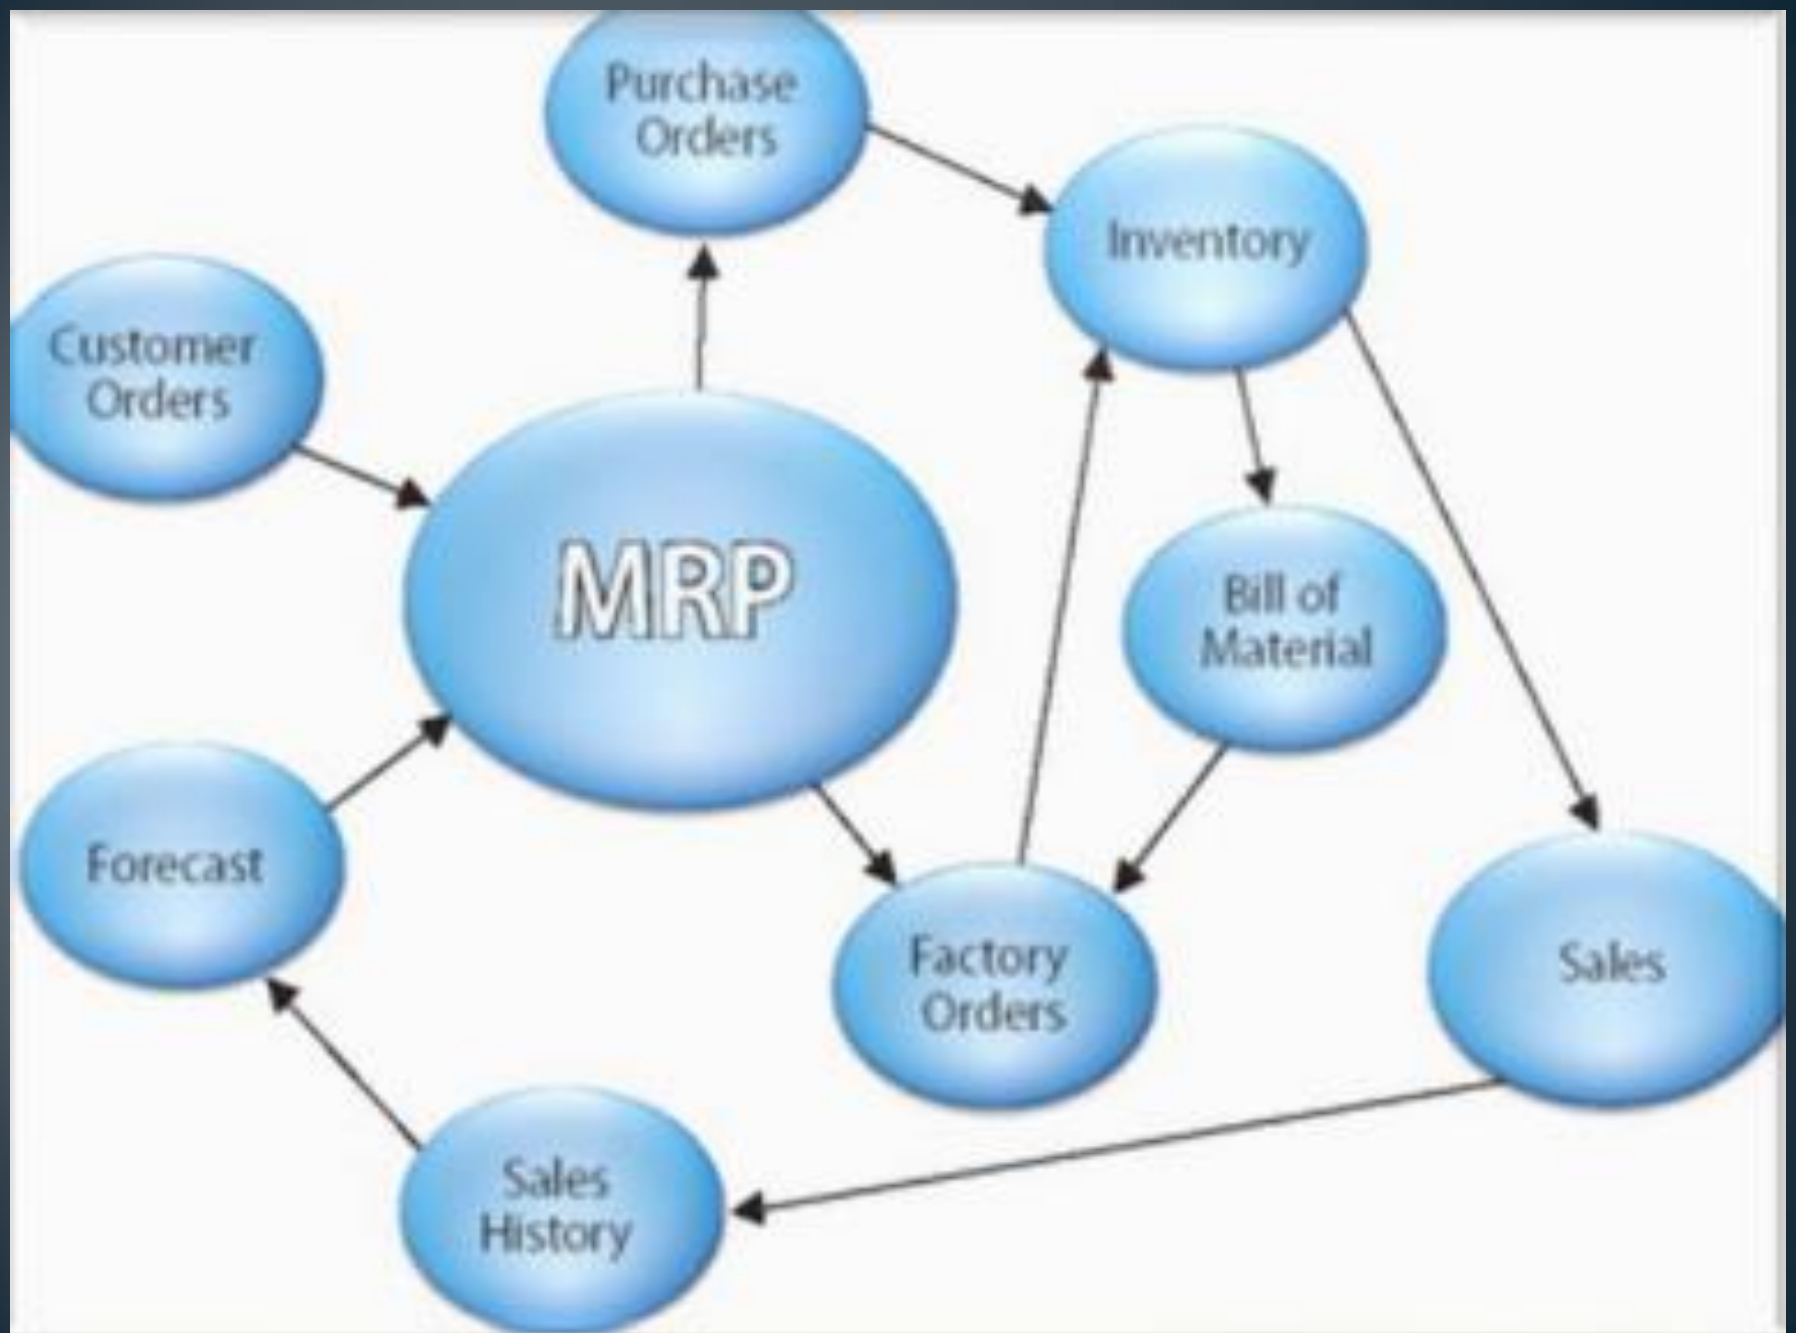 Purchase
Orders
Inventory
Customer
Orders
MRP
Bill of
Material
Forecast
Factory
Orders
Sales
Sales
History